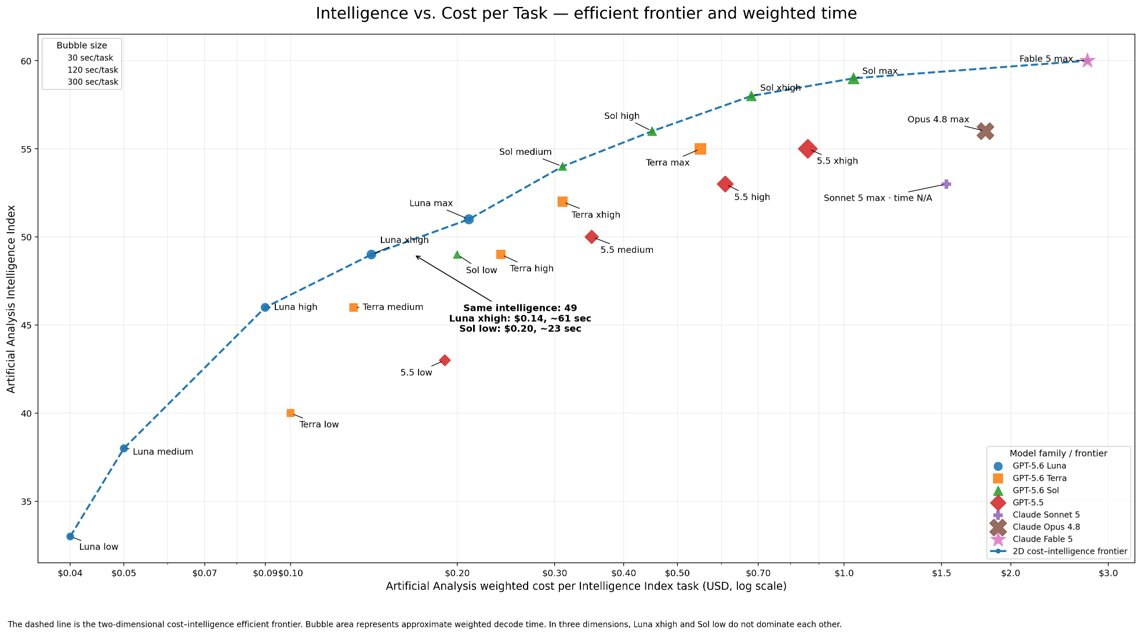 Intelligence vs. Cost per Task — efficient frontier and weighted time
Bubble size
30 sec/task
120 sec/task
300 sec/task
Artificial Analysis Intelligence Index
60
55
50
45
40
35
Fable 5 max
Sol max
Sol xhigh
Opus 4.8 max
Sol high
Sol medium
Terra max
5.5 xhigh
5.5 high
Sonnet 5 max · time N/A
Luna max
Terra xhigh
Luna xhigh
5.5 medium
Sol low
Terra high
Luna high
Terra medium
Same intelligence: 49
Luna xhigh: $0.14, ~61 sec
Sol low: $0.20, ~23 sec
5.5 low
Terra low
Luna medium
Luna low
Model family / frontier
GPT-5.6 Luna
GPT-5.6 Terra
GPT-5.6 Sol
GPT-5.5
Claude Sonnet 5
Claude Opus 4.8
Claude Fable 5
2D cost–intelligence frontier
$0.04 $0.05 $0.07 $0.09 $0.10 $0.20 $0.30 $0.40 $0.50 $0.70 $1.0 $1.5 $2.0 $3.0
Artificial Analysis weighted cost per Intelligence Index task (USD, log scale)
The dashed line is the two-dimensional cost–intelligence efficient frontier. Bubble area represents approximate weighted decode time. In three dimensions, Luna xhigh and Sol low do not dominate each other.